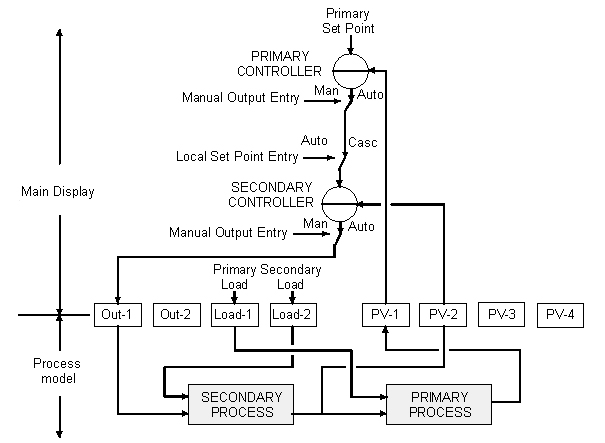 Primary
Set Point
PRIMARY
CONTROLLER
Man
Auto
Manual Output Entry
Auto
Casc
Local Set Point Entry
SECONDARY
CONTROLLER
Main Display
Man
Auto
Manual Output Entry
Primary Secondary
Load Load
Out-1 Out-2 Load-1 Load-2 PV-1 PV-2 PV-3 PV-4
Process
model
SECONDARY
PROCESS
PRIMARY
PROCESS